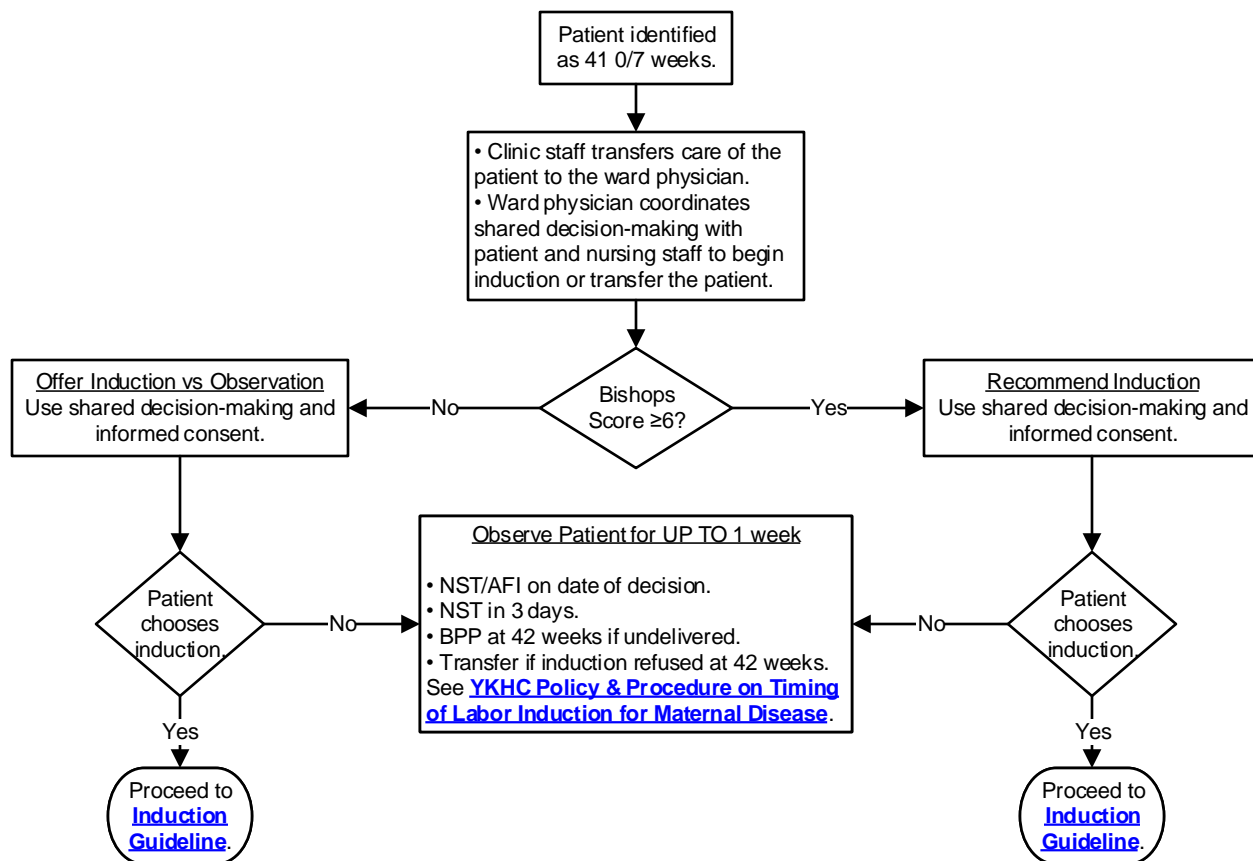 Patient identified
as 41 0/7 weeks.
• Clinic staff transfers care of the
patient to the ward physician.
• Ward physician coordinates
shared decision-making with
patient and nursing staff to begin
induction or transfer the patient.
Bishops
Score ≥6?
No
Yes
Offer Induction vs Observation
Use shared decision-making and
informed consent.
Recommend Induction
Use shared decision-making and
informed consent.
Patient
chooses
induction.
No
Observe Patient for UP TO 1 week
• NST/AFI on date of decision.
• NST in 3 days.
• BPP at 42 weeks if undelivered.
• Transfer if induction refused at 42 weeks.
See YKHC Policy & Procedure on Timing
of Labor Induction for Maternal Disease.
No
Patient
chooses
induction.
Yes
Yes
Proceed to
Induction
Guideline.
Proceed to
Induction
Guideline.